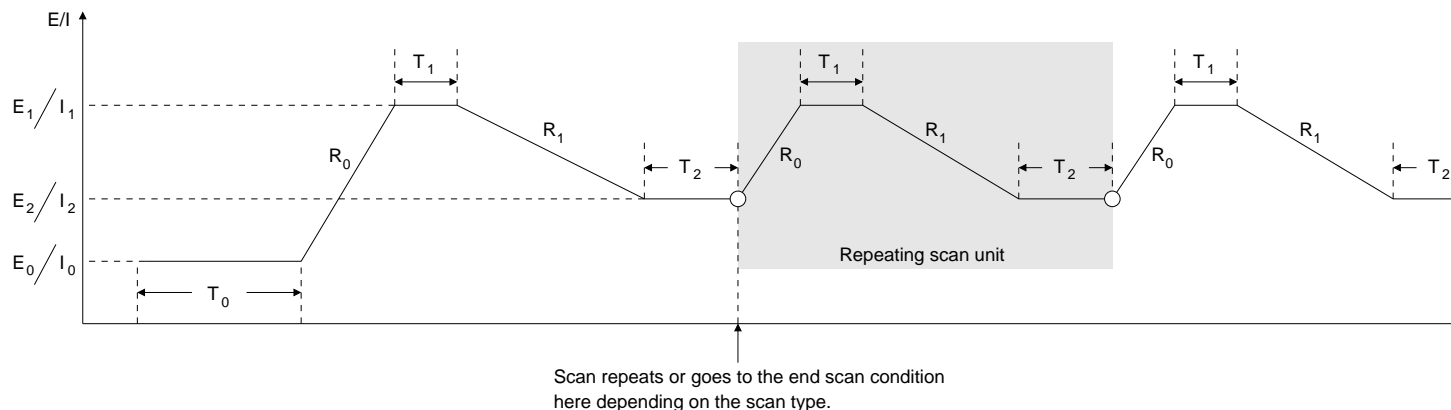 E/I
T1 T1 T1
E1/I1
R0 R1 R0 R1 R0 R1
T2 T2 T2
E2/I2
E0/I0
Repeating scan unit
T0
Scan repeats or goes to the end scan condition
here depending on the scan type.